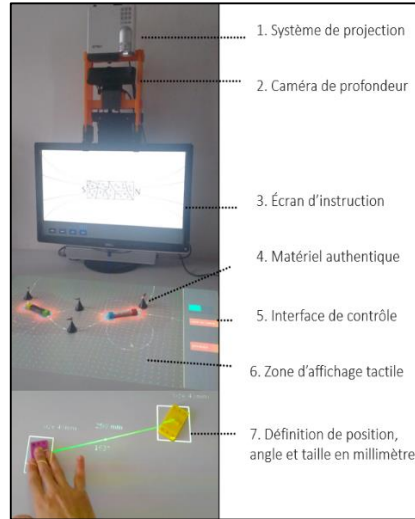 1. Système de projection
2. Caméra de profondeur
3. Écran d'instruction
4. Matériel authentique
5. Interface de contrôle
6. Zone d'affichage tactile
7. Définition de position,
angle et taille en millimètre